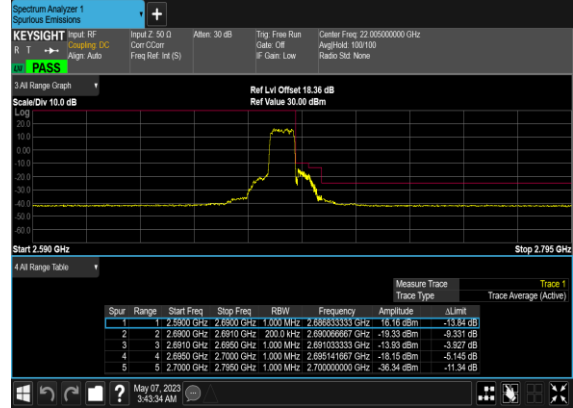 Spectrum Analyzer 1
Spurious Emissions
+
KEYSIGHT Input: RF Input Z: 50 Ω Atten: 30 dB Trig: Free Run Center Freq: 22.005000000 GHz
R T Coupling: DC Corr CCorr Gate: Off Avg|Hold: 100/100
Align: Auto Freq Ref: Int (S) IF Gain: Low Radio Std: None
PASS
3 All Range Graph
Ref Lvl Offset 18.36 dB
Scale/Div 10.0 dB Ref Value 30.00 dBm
Log
20.0
10.0
0.00
-10.0
-20.0
-30.0
-40.0
-50.0
-60.0
Start 2.590 GHz Stop 2.795 GHz
4 All Range Table
Measure Trace Trace 1
Trace Type Trace Average (Active)
Spur Range Start Freq Stop Freq RBW Frequency Amplitude ΔLimit
1 1 2.5900 GHz 2.6900 GHz 1.000 MHz 2.686833333 GHz 16.16 dBm -13.84 dB
2 2 2.6900 GHz 2.6910 GHz 200.0 kHz 2.690066667 GHz -19.33 dBm -9.331 dB
3 3 2.6910 GHz 2.6950 GHz 1.000 MHz 2.691033333 GHz -13.93 dBm -3.927 dB
4 4 2.6950 GHz 2.7000 GHz 1.000 MHz 2.695141667 GHz -18.15 dBm -5.145 dB
5 5 2.7000 GHz 2.7950 GHz 1.000 MHz 2.700000000 GHz -36.34 dBm -11.34 dB
? May 07, 2023
3:43:34 AM